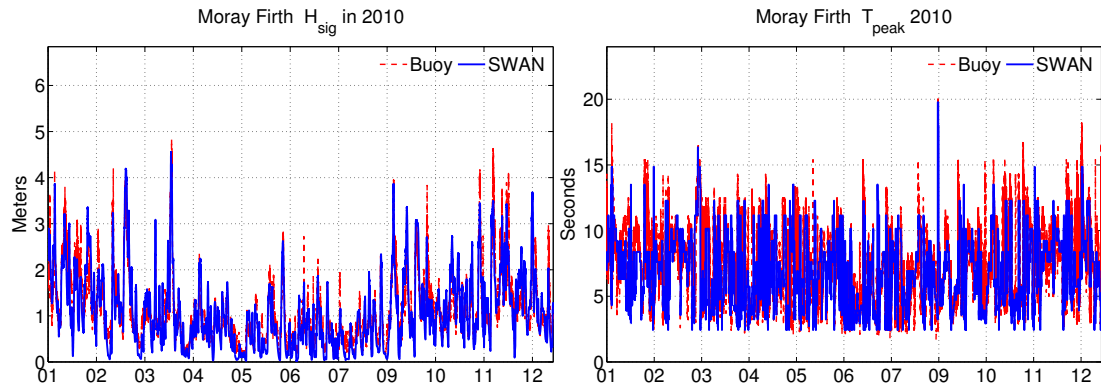 Moray Firth H_sig in 2010
Buoy SWAN
Meters
6
5
4
3
2
1
0
01 02 03 04 05 06 07 08 09 10 11 12
Moray Firth T_peak 2010
Buoy SWAN
Seconds
20
15
10
5
0
01 02 03 04 05 06 07 08 09 10 11 12